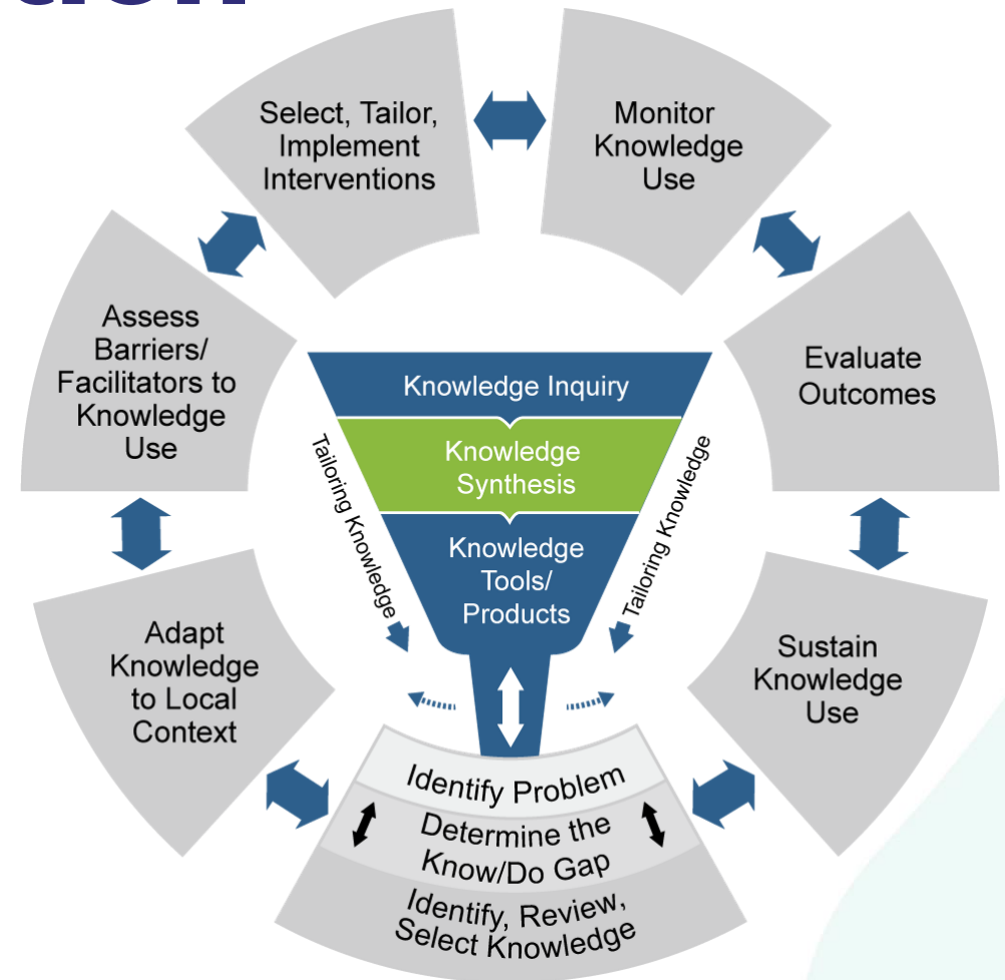 Select, Tailor,
Implement
Interventions
Monitor
Knowledge
Use
Assess
Barriers/
Facilitators to
Knowledge
Use
Evaluate
Outcomes
Knowledge Inquiry
Knowledge
Synthesis
Knowledge
Tools/
Products
Tailoring Knowledge
Tailoring Knowledge
Adapt
Knowledge
to Local
Context
Sustain
Knowledge
Use
Identify Problem
Determine the
Know/Do Gap
Identify, Review,
Select Knowledge